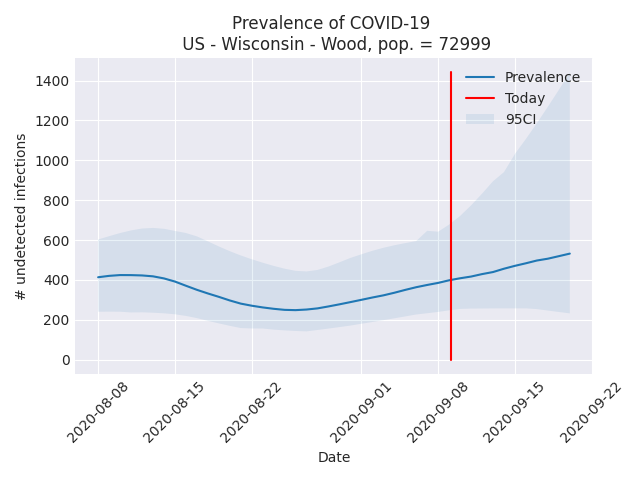 Prevalence of COVID-19
US - Wisconsin - Wood, pop. = 72999
# undetected infections
1400
1200
1000
800
600
400
200
0
Prevalence
Today
95CI
2020-08-08
2020-08-15
2020-08-22
2020-09-01
2020-09-08
2020-09-15
2020-09-22
Date